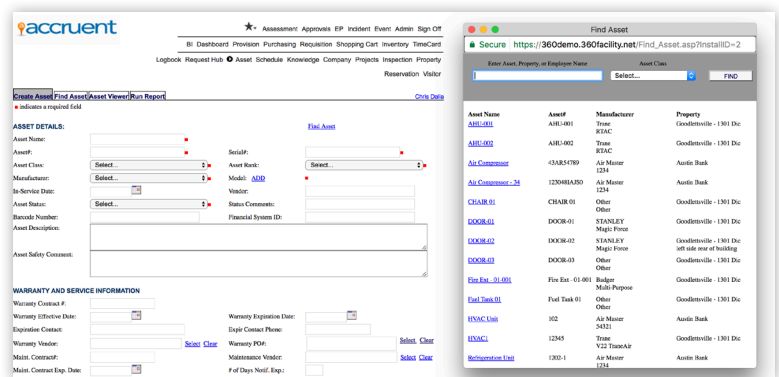 accruent
Assessment Approvals EP Incident Event Admin Sign Off
BI Dashboard Provision Purchasing Requisition Shopping Cart Inventory TimeCard
Logbook Request Hub Asset Schedule Knowledge Company Projects Inspection Property
Reservation Visitor
Create Asset Find Asset Asset Viewer Run Report
Chris Dalia
indicates a required field
ASSET DETAILS:
Find Asset
Asset Name:
Asset#: Serial#:
Asset Class: Select... Asset Rank: Select...
Manufacturer: Select... Model: ADD
In-Service Date: Vendor:
Asset Status: Select... Status Comments:
Barcode Number: Financial System ID:
Asset Description:
Asset Safety Comment:
WARRANTY AND SERVICE INFORMATION
Warranty Contract #:
Warranty Effective Date: Warranty Expiration Date:
Expiration Contact: Expir Contact Phone:
Warranty Vendor: Select Clear Warranty PO#: Select Clear
Maint. Contract#: Maintenance Vendor: Select Clear
Maint. Contract Exp. Date: # of Days Notif. Exp.:
Find Asset
Secure https://360demo.360facility.net/Find_Asset.asp?InstallID=2
Enter Asset, Property, or Employee Name Asset Class
Select... FIND
Asset Name Asset# Manufacturer Property
AHU-001 AHU-001 Trane Goodlettsville - 1301 Dic
RTAC
AHU-002 AHU-002 Trane Goodlettsville - 1301 Dic
RTAC
Air Compressor 43AR54789 Air Master Austin Bank
1234
Air Compressor - 34 123048IAJS0 Air Master Austin Bank
1234
CHAIR 01 CHAIR 01 Other Goodlettsville - 1301 Dic
Other
DOOR-01 DOOR-01 STANLEY Goodlettsville - 1301 Dic
Magic Force
DOOR-02 DOOR-02 STANLEY Goodlettsville - 1301 Dic
Magic Force left side rear of building
DOOR-03 DOOR-03 Other Goodlettsville - 1301 Dic
Other
Fire Ext - 01-001 Fire Ext - 01-001 Badger Goodlettsville - 1301 Dic
Multi-Purpose
Fuel Tank 01 Fuel Tank 01 Other Goodlettsville - 1301 Dic
Other
HVAC Unit 102 Air Master Austin Bank
54321
HVAC1 12345 Trane Goodlettsville - 1301 Dic
V22 TraneAir
Refrigeration Unit 1202-1 Air Master Austin Bank
1234